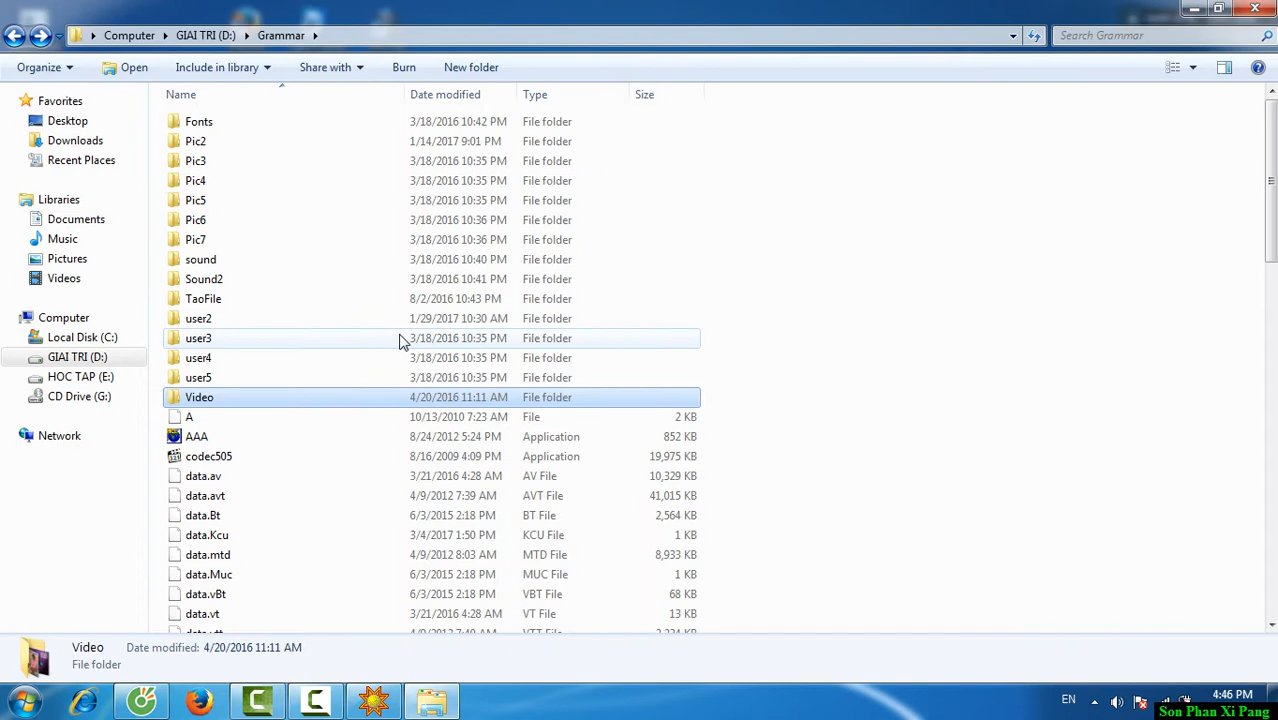 Computer GIAI TRI (D:) Grammar Search Grammar
Organize Open Include in library Share with Burn New folder
Name Date modified Type Size
Favorites
Desktop
Downloads
Recent Places
Libraries
Documents
Music
Pictures
Videos
Computer
Local Disk (C:)
GIAI TRI (D:)
HOC TAP (E:)
CD Drive (G:)
Network
Fonts 3/18/2016 10:42 PM File folder
Pic2 1/14/2017 9:01 PM File folder
Pic3 3/18/2016 10:35 PM File folder
Pic4 3/18/2016 10:35 PM File folder
Pic5 3/18/2016 10:35 PM File folder
Pic6 3/18/2016 10:36 PM File folder
Pic7 3/18/2016 10:36 PM File folder
sound 3/18/2016 10:40 PM File folder
Sound2 3/18/2016 10:41 PM File folder
TaoFile 8/2/2016 10:43 PM File folder
user2 1/29/2017 10:30 AM File folder
user3 3/18/2016 10:35 PM File folder
user4 3/18/2016 10:35 PM File folder
user5 3/18/2016 10:35 PM File folder
Video 4/20/2016 11:11 AM File folder
A 10/13/2010 7:23 AM File 2 KB
AAA 8/24/2012 5:24 PM Application 852 KB
codec505 8/16/2009 4:09 PM Application 19,975 KB
data.av 3/21/2016 4:28 AM AV File 10,329 KB
data.avt 4/9/2012 7:39 AM AVT File 41,015 KB
data.Bt 6/3/2015 2:18 PM BT File 2,564 KB
data.Kcu 3/4/2017 1:50 PM KCU File 1 KB
data.mtd 4/9/2012 8:03 AM MTD File 8,933 KB
data.Muc 6/3/2015 2:18 PM MUC File 1 KB
data.vBt 6/3/2015 2:18 PM VBT File 68 KB
data.vt 3/21/2016 4:28 AM VT File 13 KB
Video Date modified: 4/20/2016 11:11 AM
File folder
EN 4:46 PM
Son Phan Xi Pang